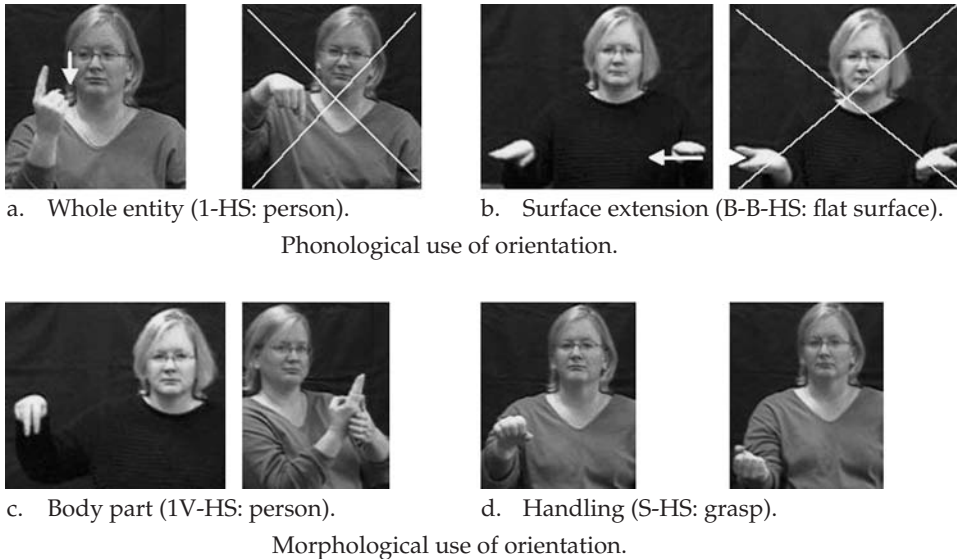 a. Whole entity (1-HS: person).
b. Surface extension (B-B-HS: flat surface).
Phonological use of orientation.
c. Body part (1V-HS: person).
d. Handling (S-HS: grasp).
Morphological use of orientation.